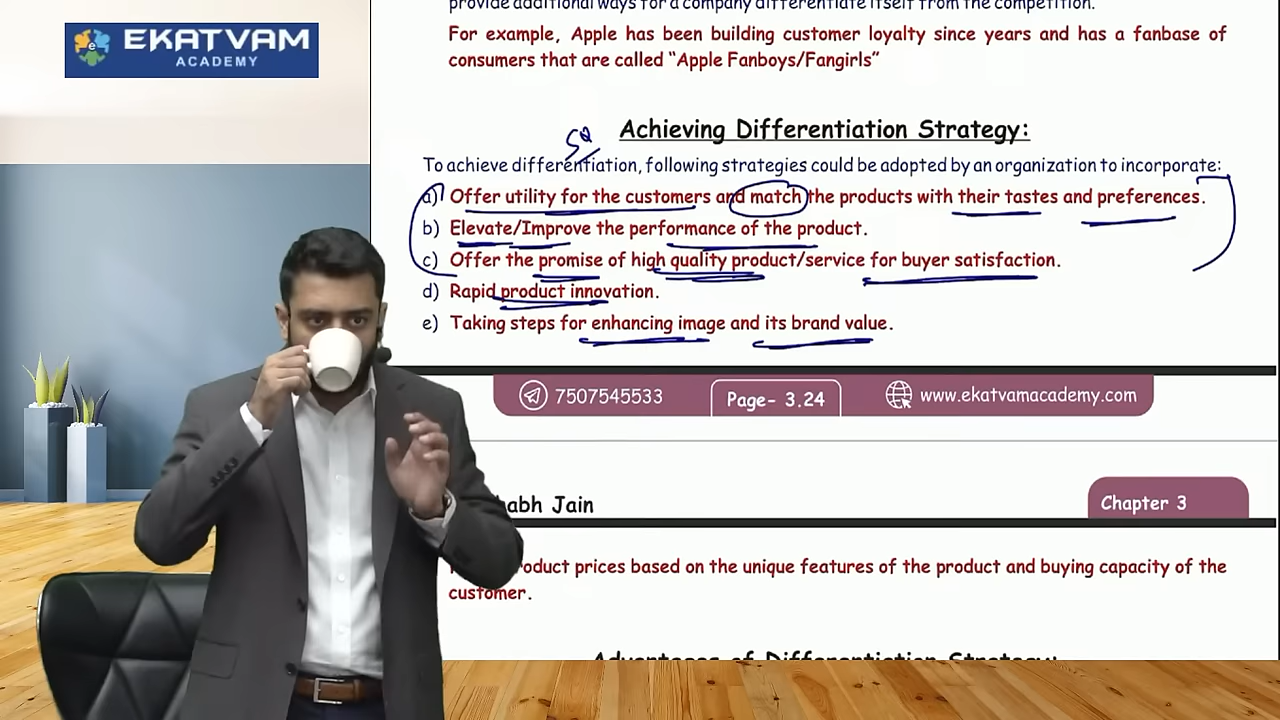 EKATVAM
ACADEMY
provide additional ways for a company differentiate itself from the competition.
For example, Apple has been building customer loyalty since years and has a fanbase of
consumers that are called “Apple Fanboys/Fangirls”
Achieving Differentiation Strategy:
To achieve differentiation, following strategies could be adopted by an organization to incorporate:
a) Offer utility for the customers and match the products with their tastes and preferences.
b) Elevate/Improve the performance of the product.
c) Offer the promise of high quality product/service for buyer satisfaction.
d) Rapid product innovation.
e) Taking steps for enhancing image and its brand value.
7507545533
Page- 3.24
www.ekatvamacademy.com
Jain
Chapter 3
prices based on the unique features of the product and buying capacity of the
customer.
Advantages of Differentiation Strategy: